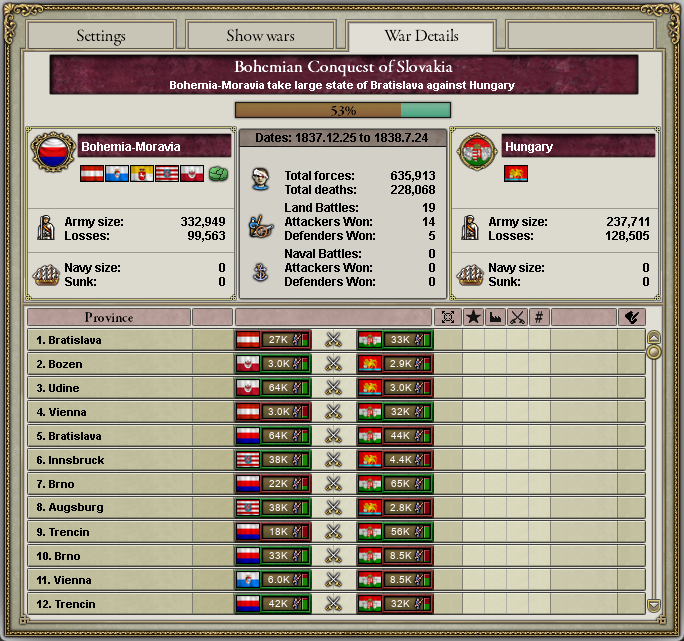 Settings
Show wars
War Details
Bohemian Conquest of Slovakia
Bohemia-Moravia take large state of Bratislava against Hungary
53%
Bohemia-Moravia
Army size: 332,949
Losses: 99,563
Navy size: 0
Sunk: 0
Dates: 1837.12.25 to 1838.7.24
Total forces: 635,913
Total deaths: 228,068
Land Battles: 19
Attackers Won: 14
Defenders Won: 5
Naval Battles: 0
Attackers Won: 0
Defenders Won: 0
Hungary
Army size: 237,711
Losses: 128,505
Navy size: 0
Sunk: 0
Province #
1. Bratislava 27K 33K
2. Bozen 3.0K 2.9K
3. Udine 64K 3.0K
4. Vienna 3.0K 32K
5. Bratislava 64K 44K
6. Innsbruck 38K 4.4K
7. Brno 22K 65K
8. Augsburg 38K 2.8K
9. Trencin 18K 56K
10. Brno 33K 8.5K
11. Vienna 6.0K 8.5K
12. Trencin 42K 32K